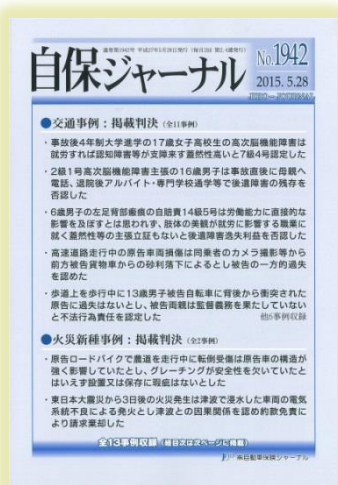 自保ジャーナル
No.1942
2015. 5.28
●交通事例：掲載判決（全11事例）
・事故後4年制大学進学の17歳女子高校生の高次脳機能障害は
就労すれば認知障害等が支障来す蓋然性高いと7級4号認定した
・2級1号高次脳機能障害主張の16歳男子は事故直後に母親へ
電話、退院後アルバイト・専門学校通学等で後遺障害の残存を
否認した
・6歳男子の左足背部瘢痕の自賠責14級5号は労働能力に直接的な
影響を及ぼすとは思われず、肢体の美観が就労に影響する職業に
就く蓋然性等の主張立証もないと後遺障害逸失利益を否認した
・高速道路走行中の原告車両損傷は同乗者のカメラ撮影等から
前方被告貨物車からの砂利落下によるとし被告の一方的過失
を認めた
・歩道上を歩行中に13歳男子被告自転車に背後から衝突された
原告に過失はないとし、被告両親は監督義務を果たしていない
と不法行為責任を認定した
他6事例収録
●火災新種事例：掲載判決（全2事例）
・原告ロードバイクで農道を走行中に転倒受傷は原告車の構造が
強く影響していたとし、グレーチングが安全性を欠いていたと
はいえず設置又は保存に瑕疵はないとした
・東日本大震災から3日後の火災発生は津波で浸水した車両の電気
系統不良による発火とし津波との因果関係を認め約款免責に
より請求棄却した
全13事例収録（総目次は次ページに掲載）
㈱自動車保険ジャーナル